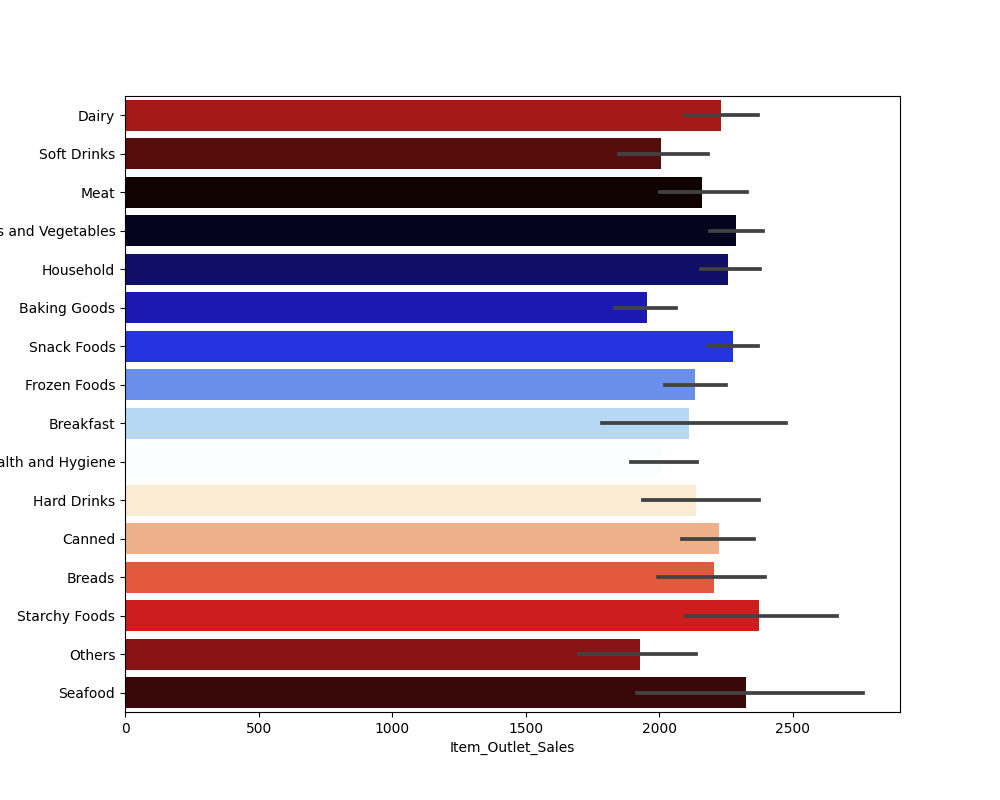 Dairy
Soft Drinks
Meat
s and Vegetables
Household
Baking Goods
Snack Foods
Frozen Foods
Breakfast
alth and Hygiene
Hard Drinks
Canned
Breads
Starchy Foods
Others
Seafood
0 500 1000 1500 2000 2500
Item_Outlet_Sales